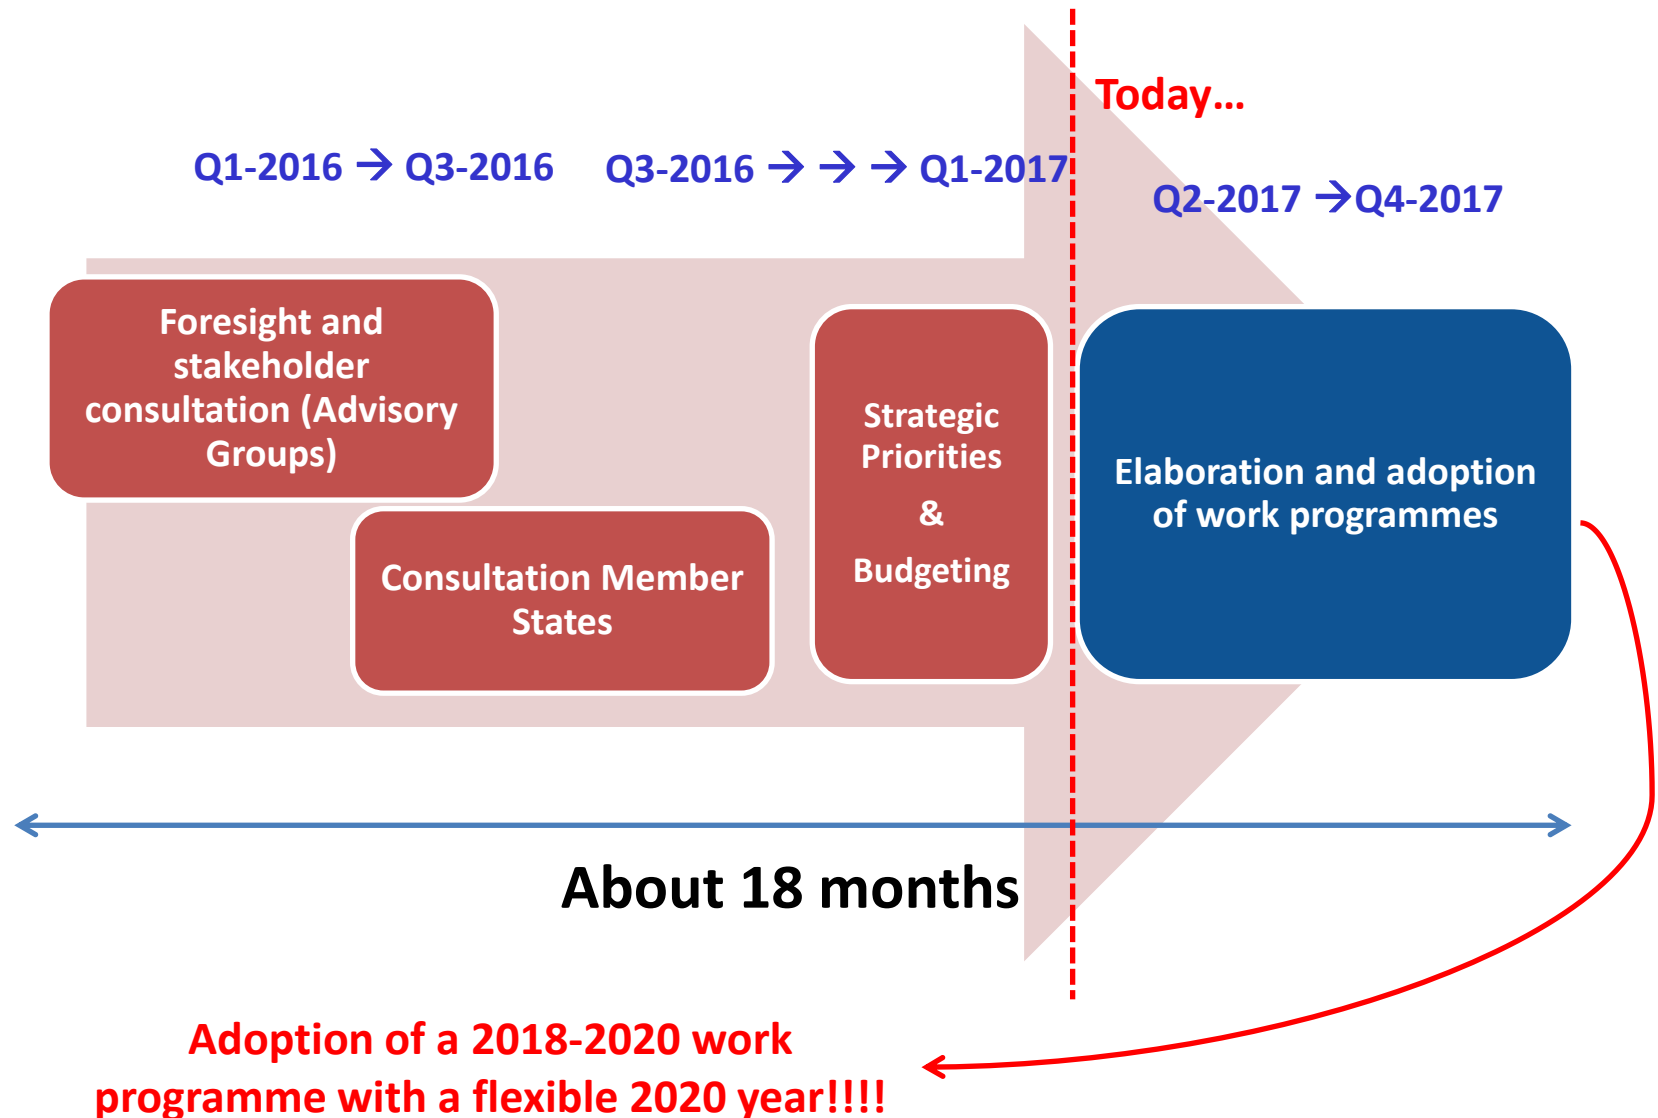 Today...
Q1-2016 → Q3-2016
Q3-2016 → → → Q1-2017
Q2-2017 →Q4-2017
Foresight and
stakeholder
consultation (Advisory
Groups)
Consultation Member
States
Strategic
Priorities
&
Budgeting
Elaboration and adoption
of work programmes
About 18 months
Adoption of a 2018-2020 work
programme with a flexible 2020 year!!!!